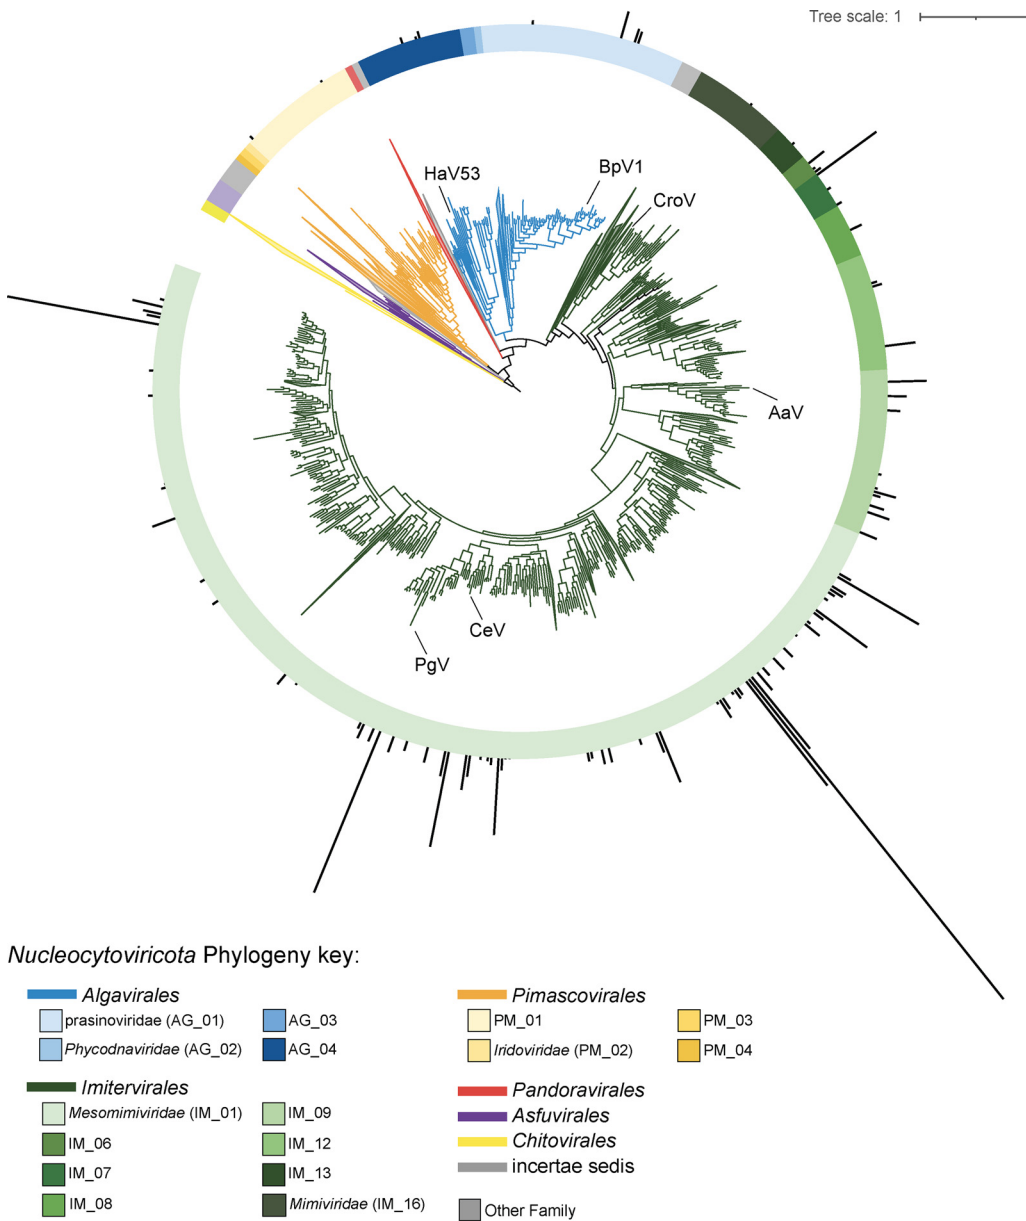 Tree scale: 1
HaV53
BpV1
CroV
AaV
CeV
PgV
Nucleocytoviricota Phylogeny key:
Algavirales
prasinoviridae (AG_01)
AG_03
Phycodnaviridae (AG_02)
AG_04
Imitervirales
Mesomimiviridae (IM_01)
IM_09
IM_06
IM_12
IM_07
IM_13
IM_08
Mimiviridae (IM_16)
Pimascovirales
PM_01
PM_03
Iridoviridae (PM_02)
PM_04
Pandoravirales
Asfuvirales
Chitovirales
incertae sedis
Other Family